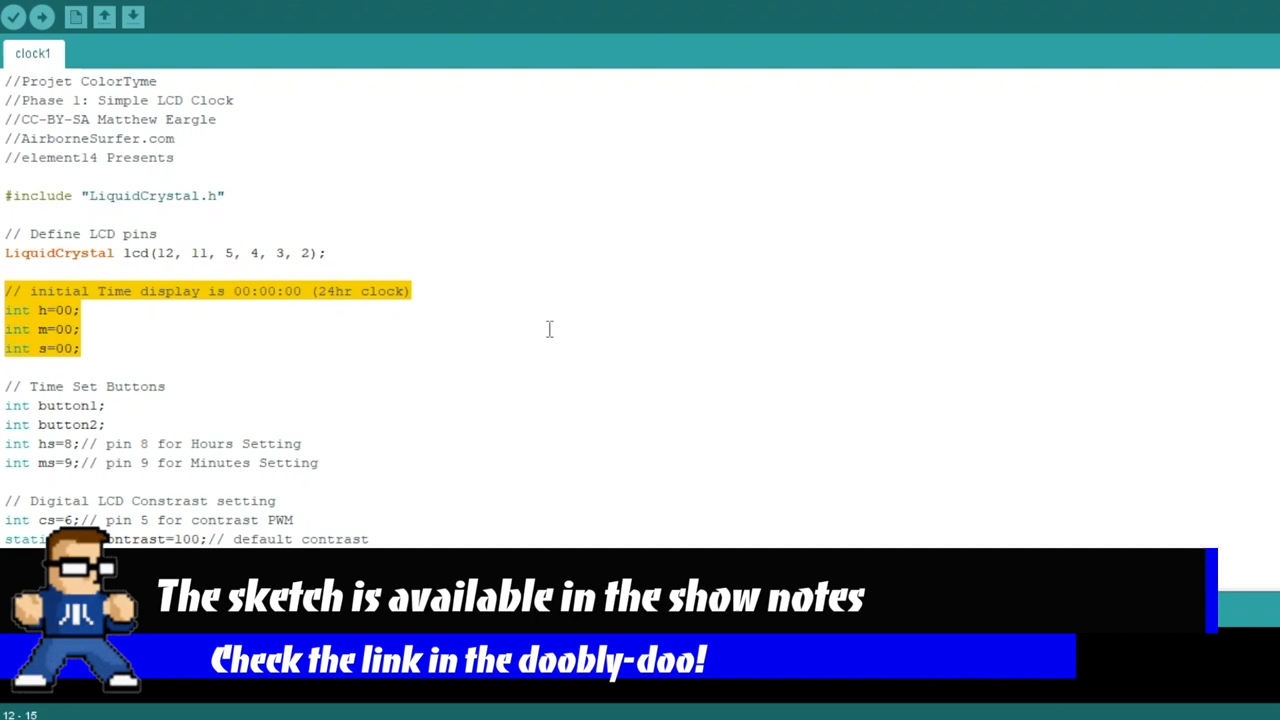 clock1
//Projet ColorTyme
//Phase 1: Simple LCD Clock
//CC-BY-SA Matthew Eargle
//AirborneSurfer.com
//element14 Presents
#include "LiquidCrystal.h"
// Define LCD pins
LiquidCrystal lcd(12, 11, 5, 4, 3, 2);
// initial Time display is 00:00:00 (24hr clock)
int h=00;
int m=00;
int s=00;
// Time Set Buttons
int button1;
int button2;
int hs=8;// pin 8 for Hours Setting
int ms=9;// pin 9 for Minutes Setting
// Digital LCD Constrast setting
int cs=6;// pin 5 for contrast PWM
ontrast=100;// default contrast
The sketch is available in the show notes
Check the link in the doobly-doo!
12 - 15